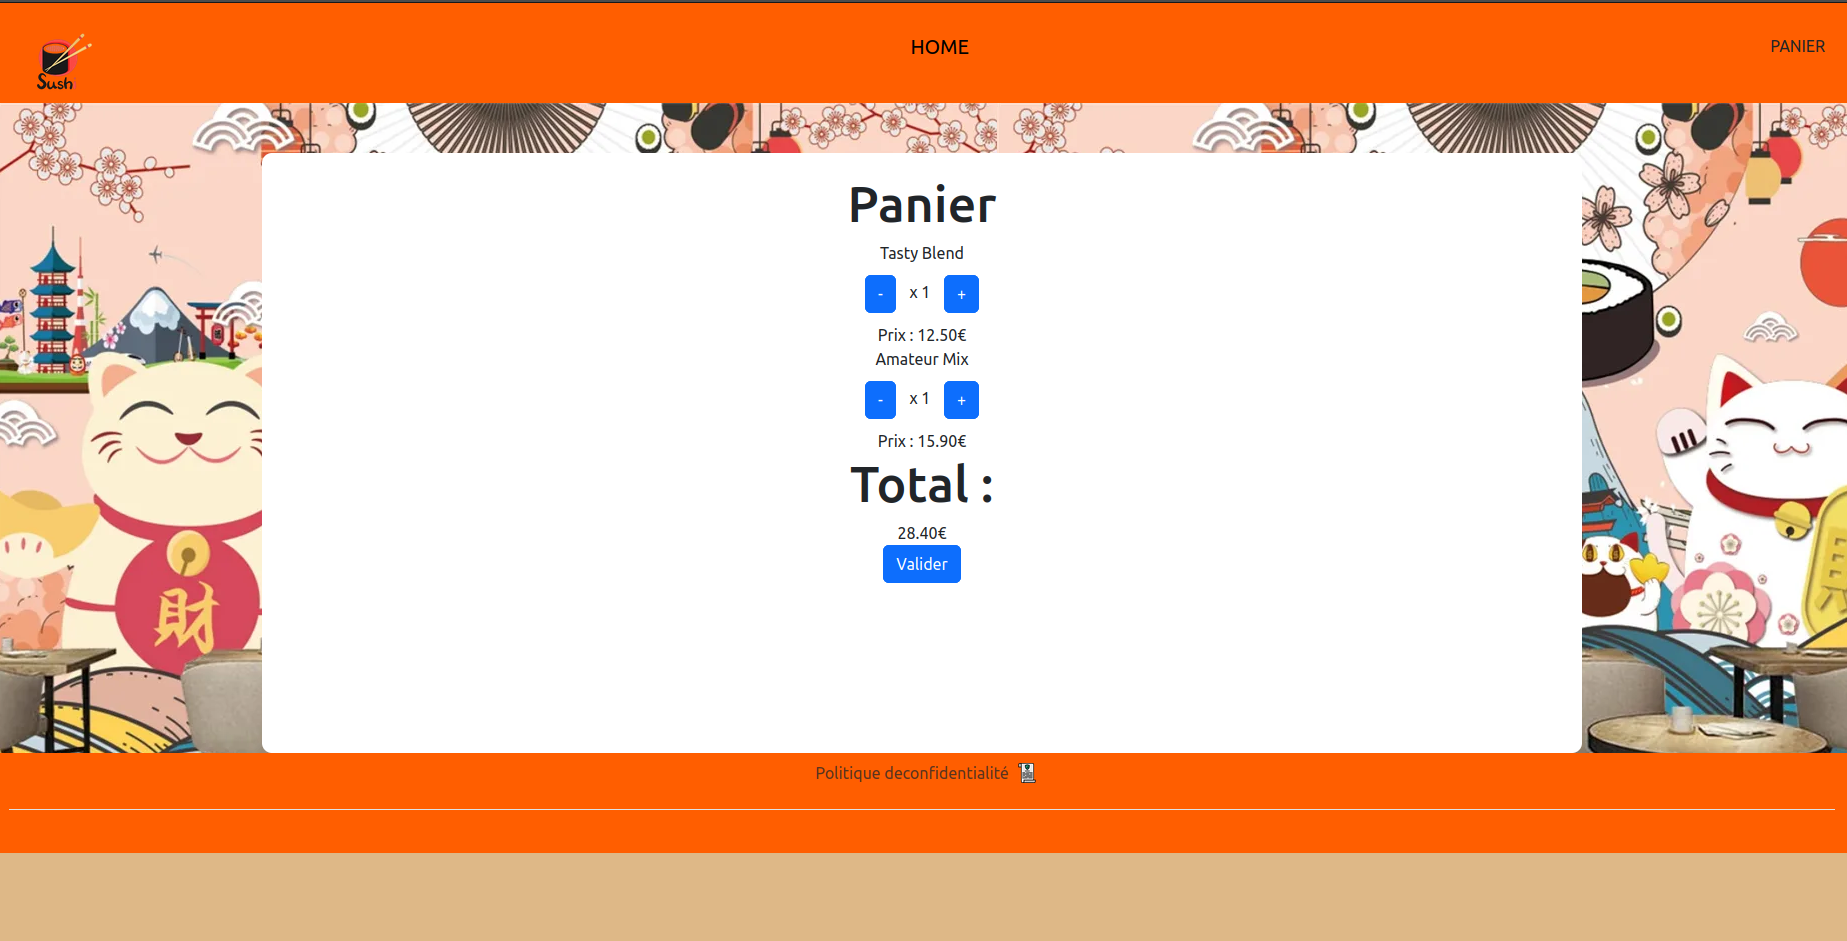 Sush
HOME
PANIER
Panier
Tasty Blend
- x 1 +
Prix : 12.50€
Amateur Mix
- x 1 +
Prix : 15.90€
Total :
28.40€
Valider
財
Politique deconfidentialité